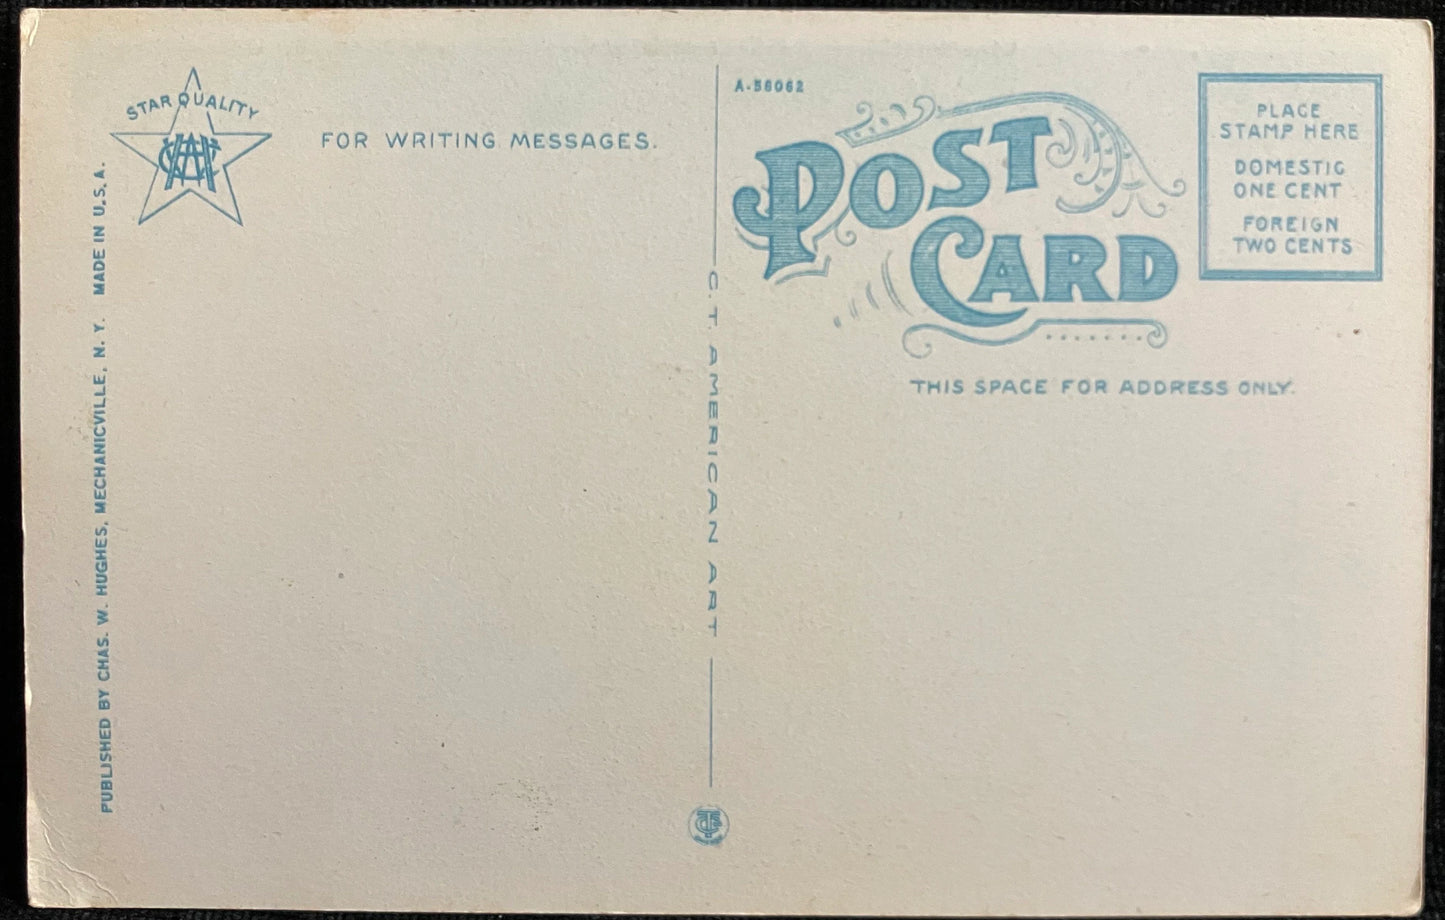 STAR QUALITY
FOR WRITING MESSAGES.
PUBLISHED BY CHAS. W. HUGHES, MECHANICVILLE, N. Y. MADE IN U.S.A.
C.T. AMERICAN ART
A-56062
POST
CARD
THIS SPACE FOR ADDRESS ONLY.
PLACE
STAMP HERE
DOMESTIC
ONE CENT
FOREIGN
TWO CENTS